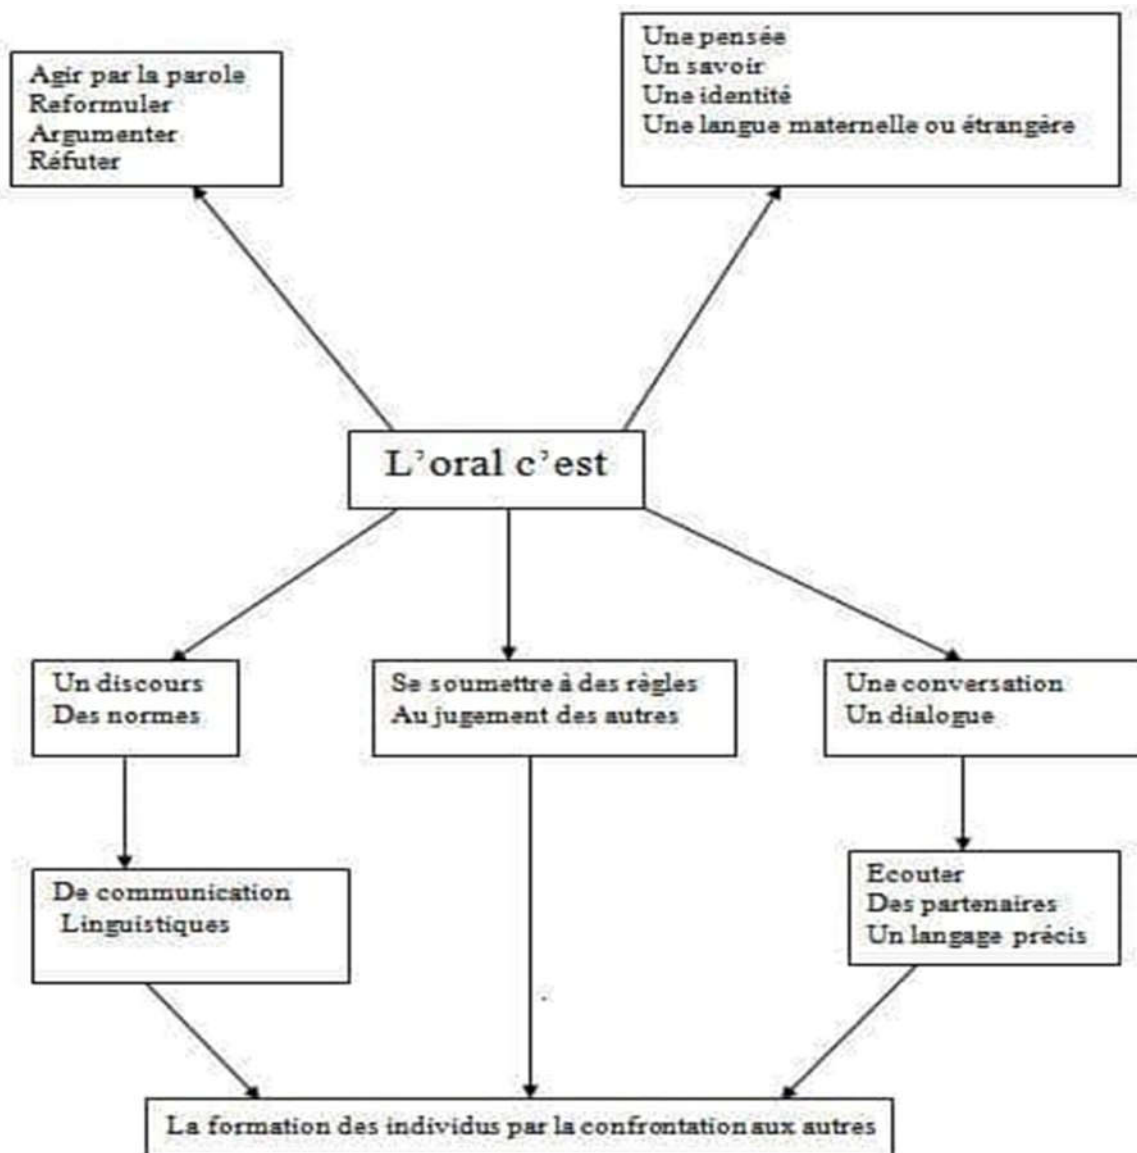 Agir par la parole
Reformuler
Argumenter
Réfuter
Une pensée
Un savoir
Une identité
Une langue maternelle ou étrangère
L'oral c'est
Un discours
Des normes
Se soumettre à des règles
Au jugement des autres
Une conversation
Un dialogue
De communication
Linguistiques
Ecouter
Des partenaires
Un langage précis
La formation des individus par la confrontation aux autres